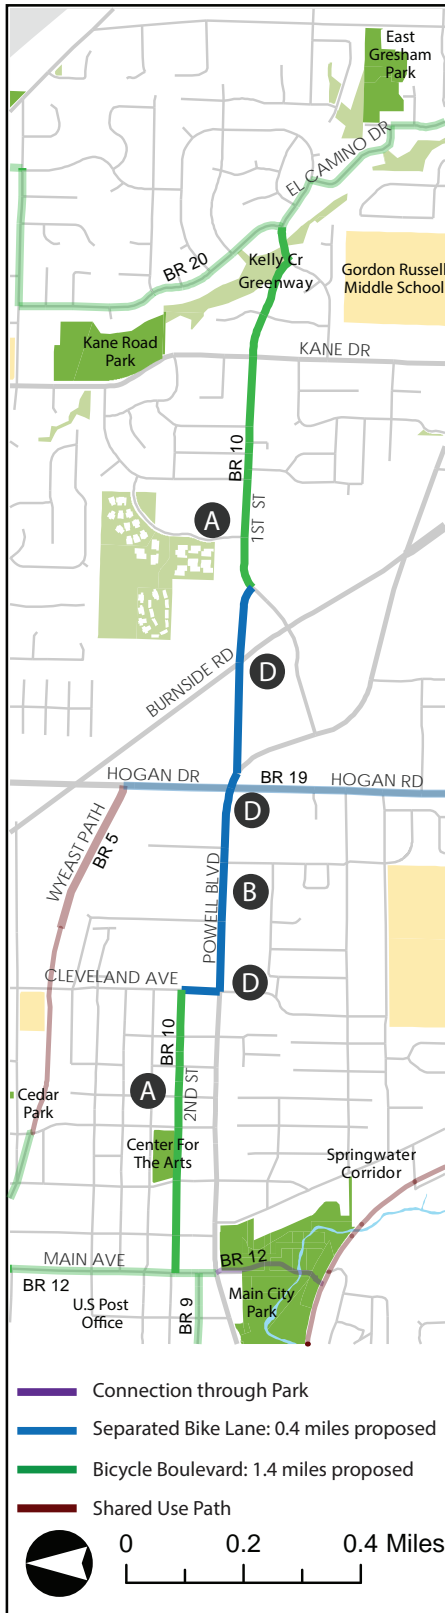 East
Gresham
Park
EL CAMINO DR
BR 20
Kelly Cr
Greenway
Gordon Russell
Middle School
Kane Road
Park
KANE DR
BR 10
A
1ST ST
D
BURNSIDE RD
HOGAN DR
BR 19
HOGAN RD
D
WYEAST PATH
BR 5
POWELL BLVD
B
CLEVELAND AVE
D
BR 10
2ND ST
A
Cedar
Park
Center For
The Arts
Springwater
Corridor
MAIN AVE
BR 12
BR 12
Main City
Park
U.S Post
Office
BR 9
Connection through Park
Separated Bike Lane: 0.4 miles proposed
Bicycle Boulevard: 1.4 miles proposed
Shared Use Path
0 0.2 0.4 Miles